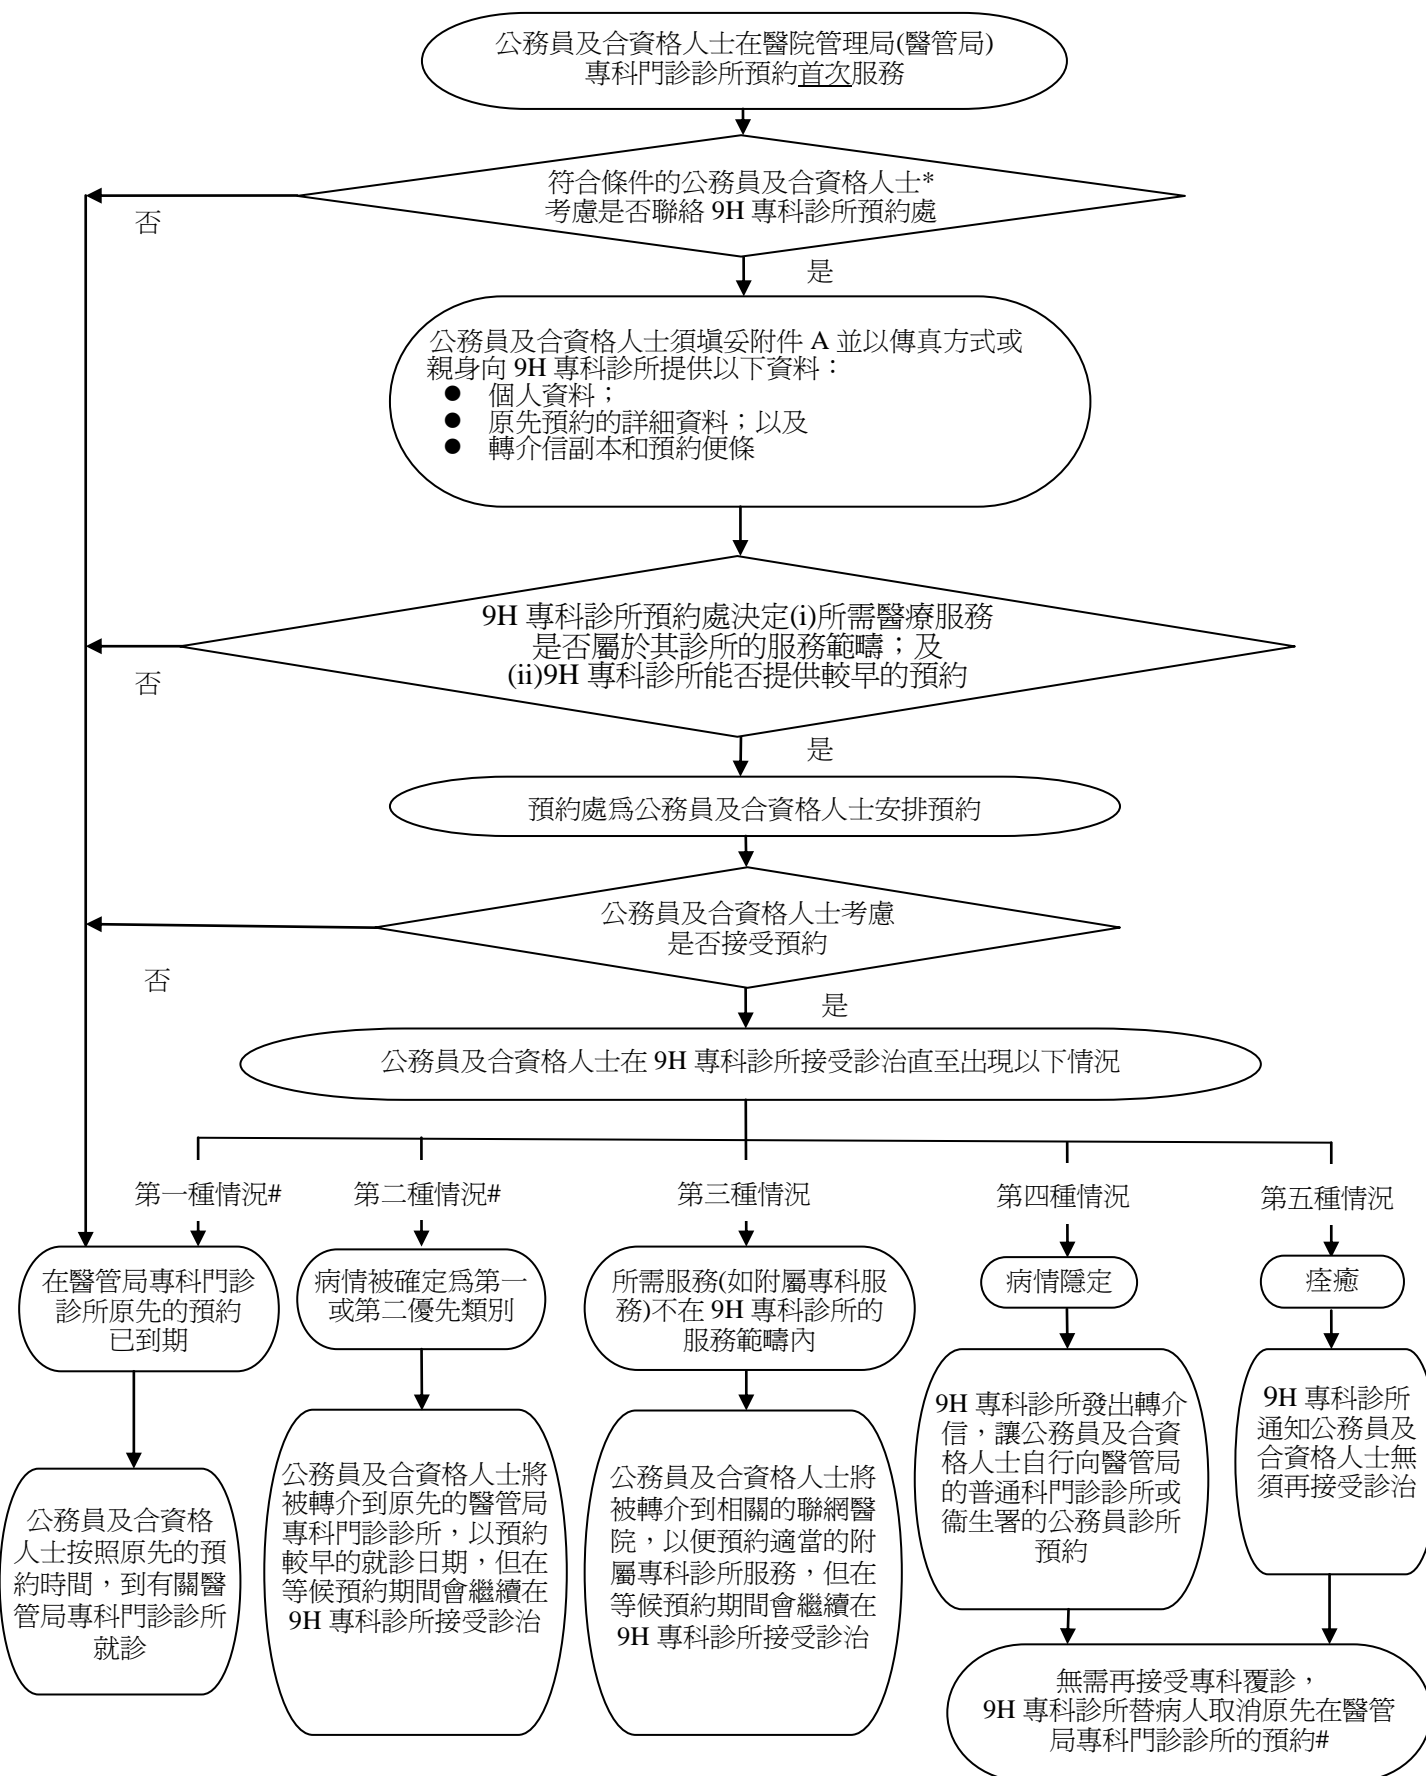 公務員及合資格人士在醫院管理局(醫管局)
專科門診診所預約首次服務
符合條件的公務員及合資格人士*
考慮是否聯絡 9H 專科診所預約處
否
是
公務員及合資格人士須填妥附件 A 並以傳真方式或
親身向 9H 專科診所提供以下資料：
● 個人資料；
● 原先預約的詳細資料；以及
● 轉介信副本和預約便條
9H 專科診所預約處決定(i)所需醫療服務
是否屬於其診所的服務範疇；及
(ii)9H 專科診所能否提供較早的預約
否
是
預約處爲公務員及合資格人士安排預約
公務員及合資格人士考慮
是否接受預約
否
是
公務員及合資格人士在 9H 專科診所接受診治直至出現以下情況
第一種情況#
第二種情況#
第三種情況
第四種情況
第五種情況
在醫管局專科門診
診所原先的預約
已到期
病情被確定爲第一
或第二優先類別
所需服務(如附屬專科服
務)不在 9H 專科診所的
服務範疇內
病情隱定
痊癒
公務員及合資格
人士按照原先的預
約時間，到有關醫
管局專科門診診所
就診
公務員及合資格人士將
被轉介到原先的醫管局
專科門診診所，以預約
較早的就診日期，但在
等候預約期間會繼續在
9H 專科診所接受診治
公務員及合資格人士將
被轉介到相關的聯網醫
院，以便預約適當的附
屬專科診所服務，但在
等候預約期間會繼續在
9H 專科診所接受診治
9H 專科診所發出轉介
信，讓公務員及合資
格人士自行向醫管局
的普通科門診診所或
衞生署的公務員診所
預約
9H 專科診所
通知公務員及
合資格人士無
須再接受診治
無需再接受專科覆診，
9H 專科診所替病人取消原先在醫管
局專科門診診所的預約#